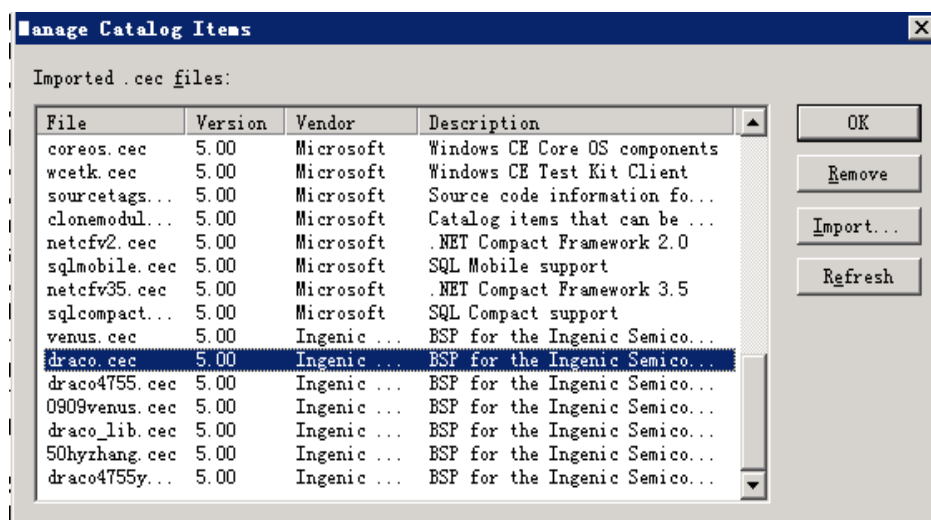 Manage Catalog Items
Imported .cec files:
File Version Vendor Description
coreos.cec 5.00 Microsoft Windows CE Core OS components
wcetk.cec 5.00 Microsoft Windows CE Test Kit Client
sourcetags... 5.00 Microsoft Source code information fo...
clonemodul... 5.00 Microsoft Catalog items that can be ...
netcfv2.cec 5.00 Microsoft .NET Compact Framework 2.0
sqlmobile.cec 5.00 Microsoft SQL Mobile support
netcfv35.cec 5.00 Microsoft .NET Compact Framework 3.5
sqlcompact... 5.00 Microsoft SQL Compact support
venus.cec 5.00 Ingenic ... BSP for the Ingenic Semico...
draco.cec 5.00 Ingenic ... BSP for the Ingenic Semico...
draco4755.cec 5.00 Ingenic ... BSP for the Ingenic Semico...
0909venus.cec 5.00 Ingenic ... BSP for the Ingenic Semico...
draco_lib.cec 5.00 Ingenic ... BSP for the Ingenic Semico...
50hyzhang.cec 5.00 Ingenic ... BSP for the Ingenic Semico...
draco4755y... 5.00 Ingenic ... BSP for the Ingenic Semico...
OK
Remove
Import...
Refresh